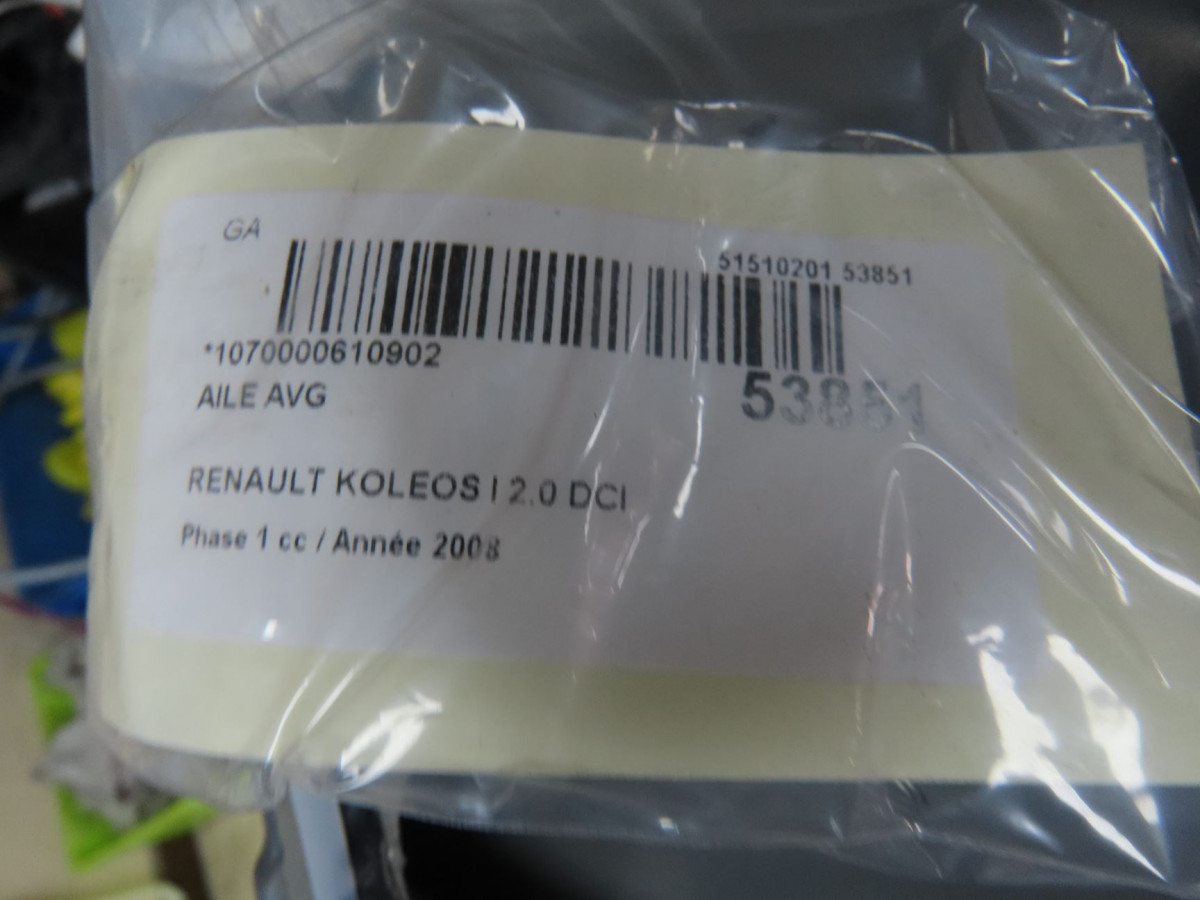 GA
51510201 53851
*1070000610902
53851
AILE AVG
RENAULT KOLEOS I 2.0 DCI
Phase 1 cc / Année 2008